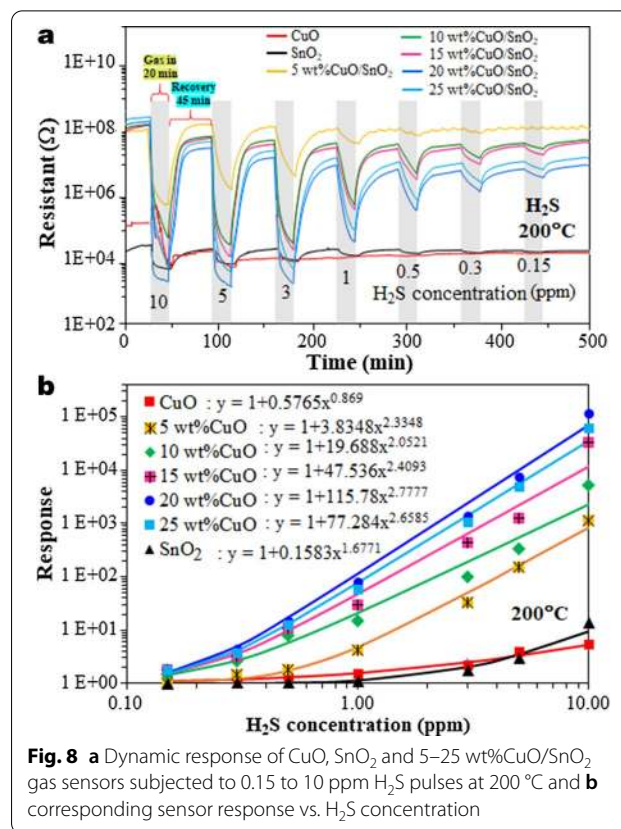 a
CuO
SnO₂
5 wt%CuO/SnO₂
10 wt%CuO/SnO₂
15 wt%CuO/SnO₂
20 wt%CuO/SnO₂
25 wt%CuO/SnO₂
Gas in
20 min
Recovery
45 min
1E+10
1E+08
1E+06
1E+04
1E+02
Resistant (Ω)
H₂S
200°C
10
5
3
1
0.5
0.3
0.15
H₂S concentration (ppm)
0 50 100 150 200 250 300 350 400 450 500
Time (min)
b
CuO : y = 1+0.5765x^0.869
5 wt%CuO : y = 1+3.8348x^2.3348
10 wt%CuO : y = 1+19.688x^2.0521
15 wt%CuO : y = 1+47.536x^2.4093
20 wt%CuO : y = 1+115.78x^2.7777
25 wt%CuO : y = 1+77.284x^2.6585
SnO₂ : y = 1+0.1583x^1.6771
1 E+05
1 E+04
1 E+03
1 E+02
1 E+01
1 E+00
Response
200°C
0.10 1.00 10.00
H₂S concentration (ppm)
Fig. 8 a Dynamic response of CuO, SnO₂ and 5–25 wt%CuO/SnO₂
gas sensors subjected to 0.15 to 10 ppm H₂S pulses at 200 °C and b
corresponding sensor response vs. H₂S concentration